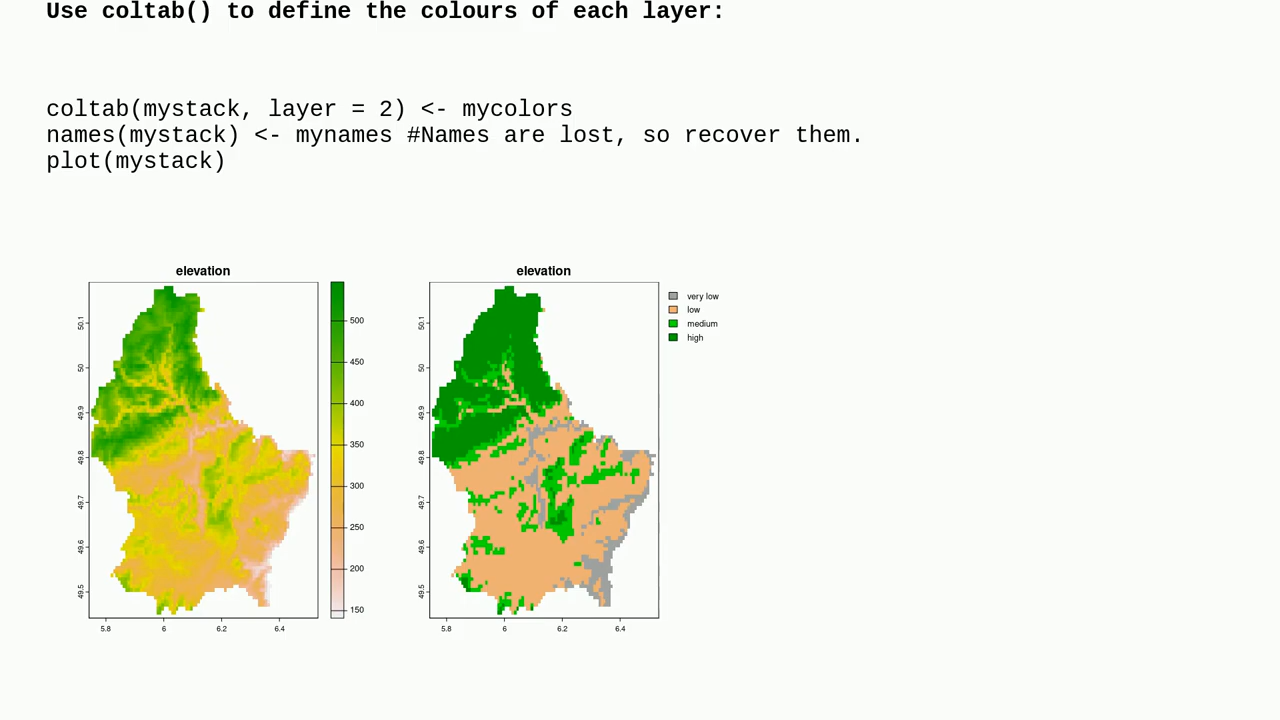 Use coltab() to define the colours of each layer:
coltab(mystack, layer = 2) <- mycolors
names(mystack) <- mynames #Names are lost, so recover them.
plot(mystack)
elevation
50.1
50
49.9
49.8
49.7
49.6
49.5
5.8 6 6.2 6.4
500
450
400
350
300
250
200
150
elevation
50.1
50
49.9
49.8
49.7
49.6
49.5
5.8 6 6.2 6.4
very low
low
medium
high